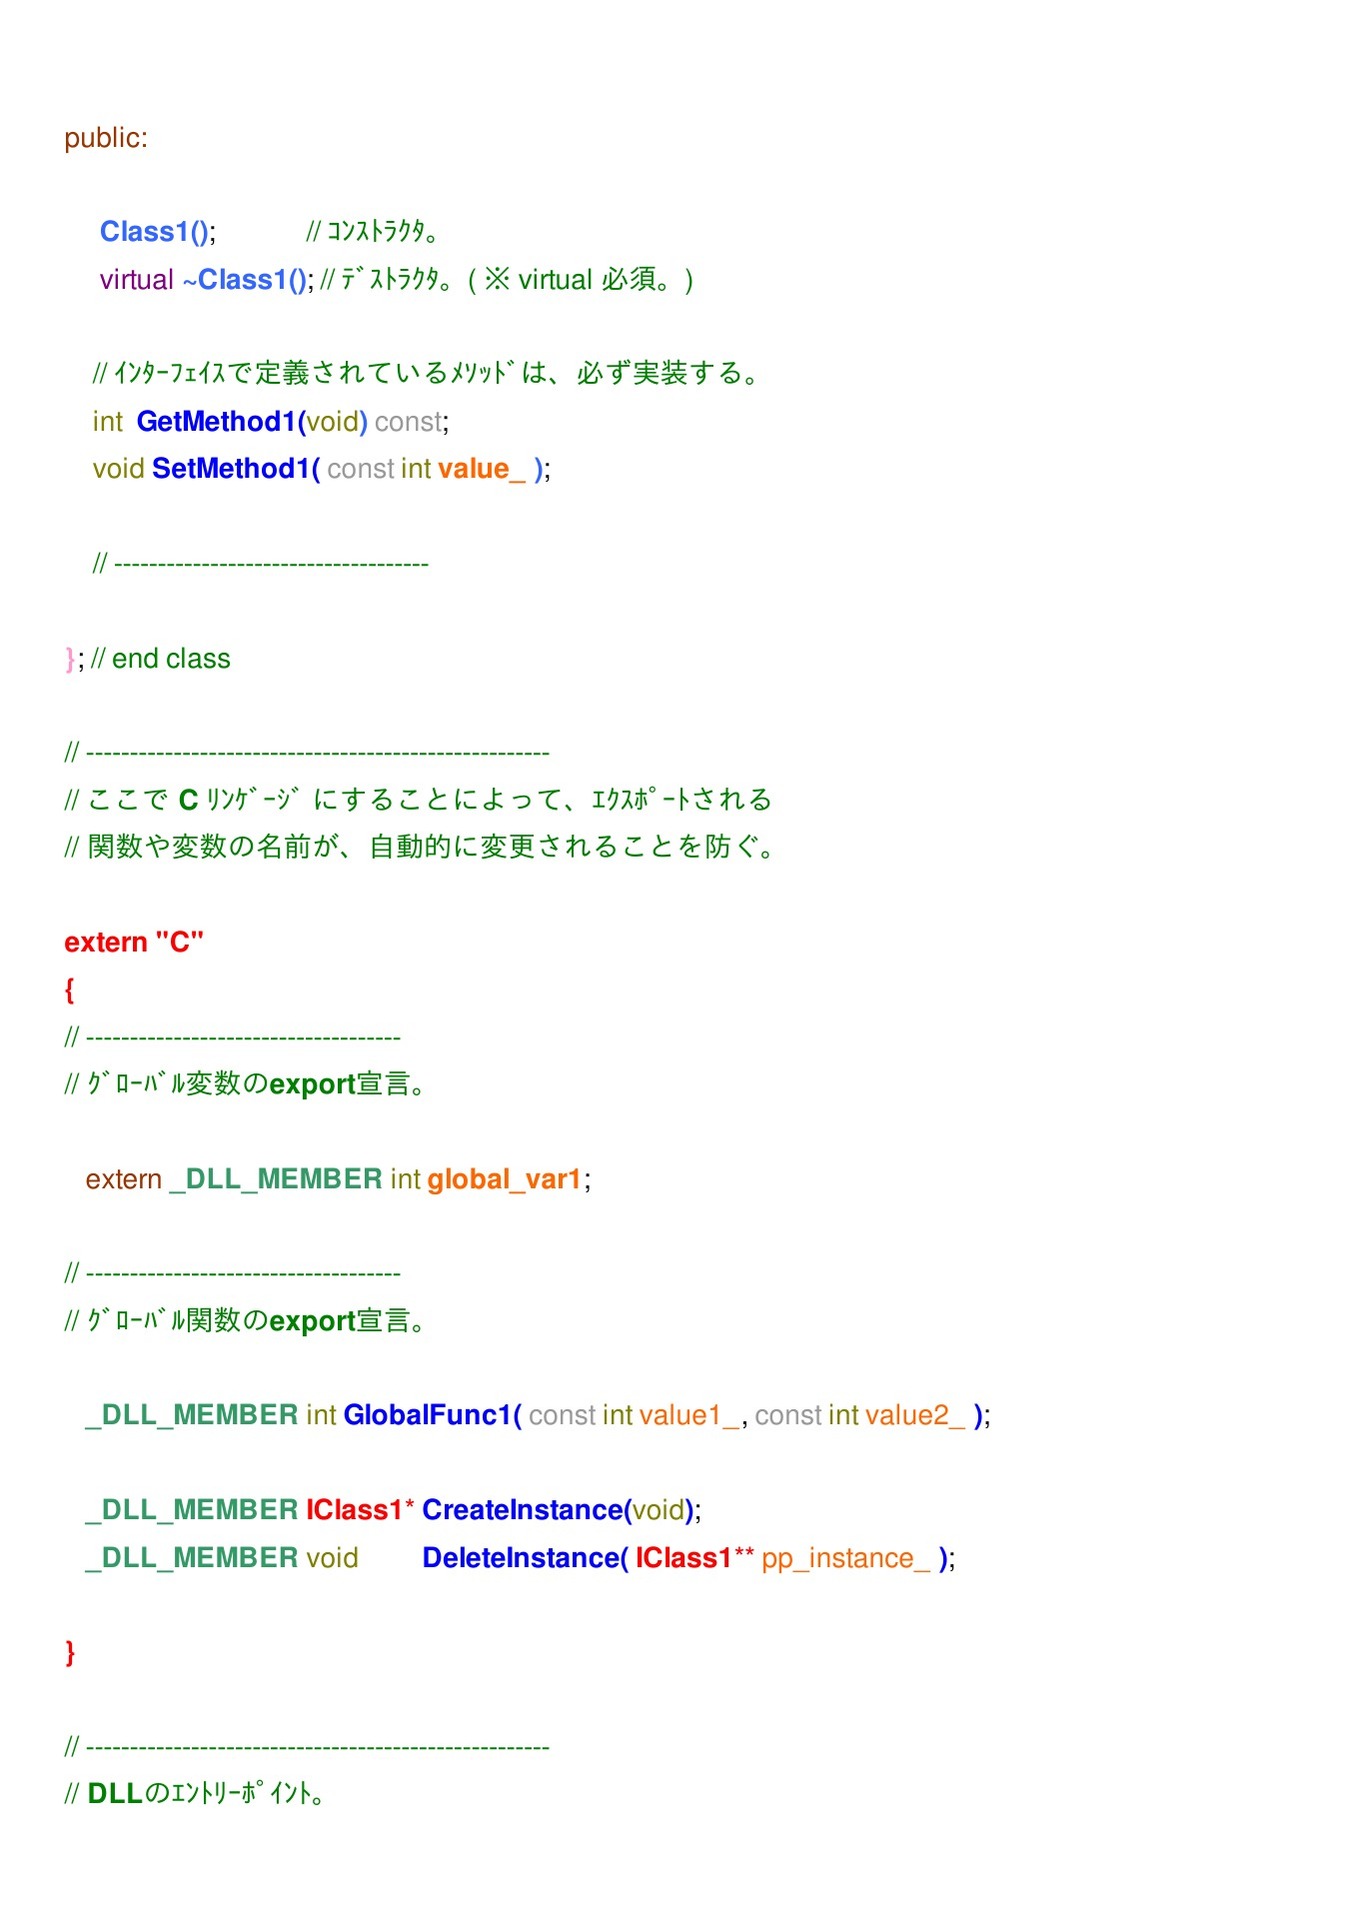 public:
Class1(); // ｺﾝｽﾄﾗｸﾀ。
virtual ~Class1(); // ﾃﾞｽﾄﾗｸﾀ。( ※ virtual 必須。)
// ｲﾝﾀｰﾌｪｲｽで定義されているﾒｿｯﾄﾞは、必ず実装する。
int GetMethod1(void) const;
void SetMethod1( const int value_ );
// ------------------------------------
}; // end class
// -----------------------------------------------------
// ここで C ﾘﾝｹﾞｰｼﾞ にすることによって、ｴｸｽﾎﾟｰﾄされる
// 関数や変数の名前が、自動的に変更されることを防ぐ。
extern "C"
{
// ------------------------------------
// ｸﾞﾛｰﾊﾞﾙ変数のexport宣言。
extern _DLL_MEMBER int global_var1;
// ------------------------------------
// ｸﾞﾛｰﾊﾞﾙ関数のexport宣言。
_DLL_MEMBER int GlobalFunc1( const int value1_, const int value2_ );
_DLL_MEMBER IClass1* CreateInstance(void);
_DLL_MEMBER void DeleteInstance( IClass1** pp_instance_ );
}
// -----------------------------------------------------
// DLLのｴﾝﾄﾘｰﾎﾟｲﾝﾄ。